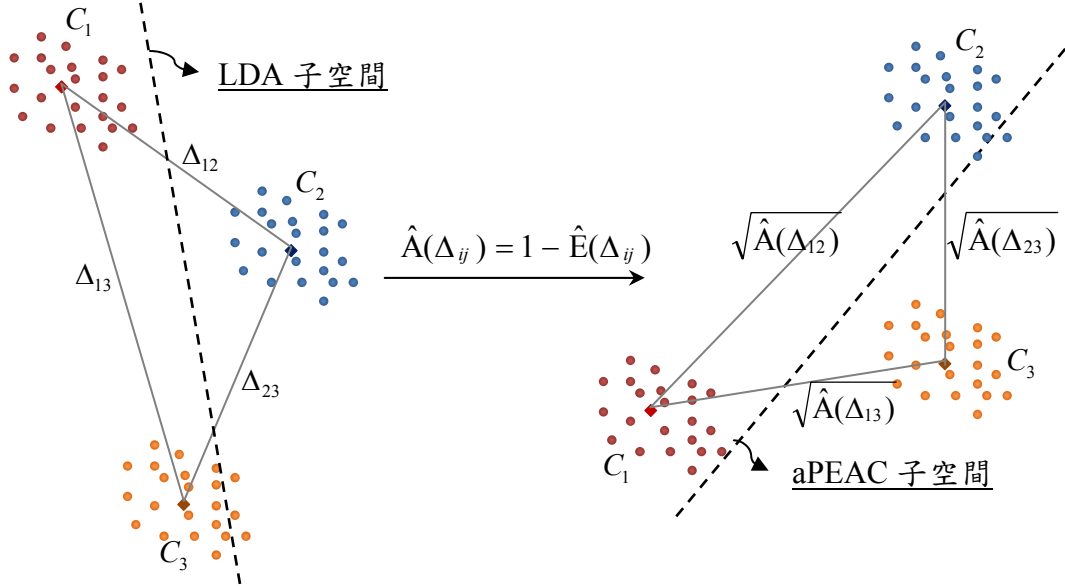 C₁
LDA 子空間
Δ₁₂
C₂
Δ₁₃
Δ₂₃
C₃
Â(Δᵢⱼ) = 1 − Ê(Δᵢⱼ)
C₂
√Â(Δ₁₂)
√Â(Δ₂₃)
C₃
√Â(Δ₁₃)
C₁
aPEAC 子空間